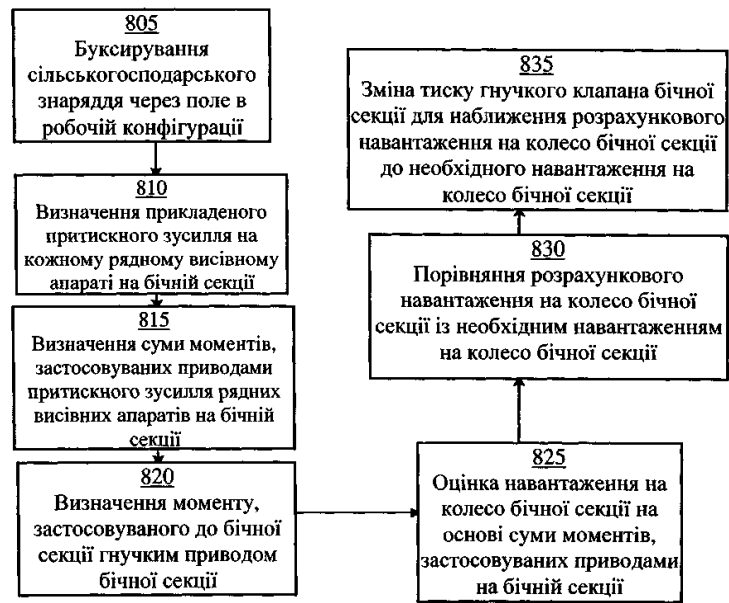 805
Буксирування
сільськогосподарського
знаряддя через поле в
робочій конфігурації
810
Визначення прикладеного
притискного зусилля на
кожному рядному висівному
апараті на бічній секції
815
Визначення суми моментів,
застосовуваних приводами
притискного зусилля рядних
висівних апаратів на бічній
секції
820
Визначення моменту,
застосовуваного до бічної
секції гнучким приводом
бічної секції
825
Оцінка навантаження на
колесо бічної секції на
основі суми моментів,
застосовуваних приводами
на бічній секції
830
Порівняння розрахункового
навантаження на колесо бічної
секції із необхідним навантаженням
на колесо бічної секції
835
Зміна тиску гнучкого клапана бічної
секції для наближення розрахункового
навантаження на колесо бічної секції
до необхідного навантаження на
колесо бічної секції